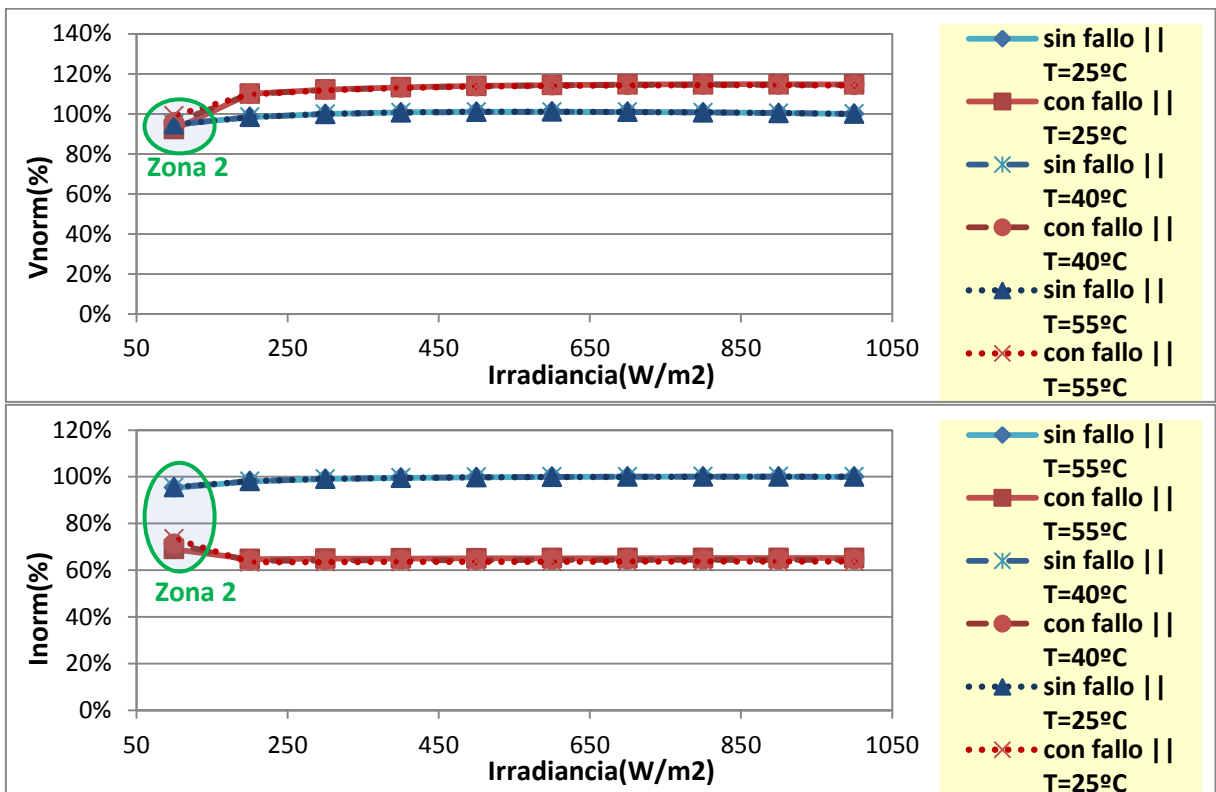 140%
120%
100%
80%
60%
40%
20%
0%
Vnorm(%)
Zona 2
50 250 450 650 850 1050
Irradiancia(W/m2)
sin fallo ||
T=25ºC
con fallo ||
T=25ºC
sin fallo ||
T=40ºC
con fallo ||
T=40ºC
sin fallo ||
T=55ºC
con fallo ||
T=55ºC
120%
100%
80%
60%
40%
20%
0%
Inorm(%)
Zona 2
50 250 450 650 850 1050
Irradiancia(W/m2)
sin fallo ||
T=55ºC
con fallo ||
T=55ºC
sin fallo ||
T=40ºC
con fallo ||
T=40ºC
sin fallo ||
T=25ºC
con fallo ||
T=25ºC